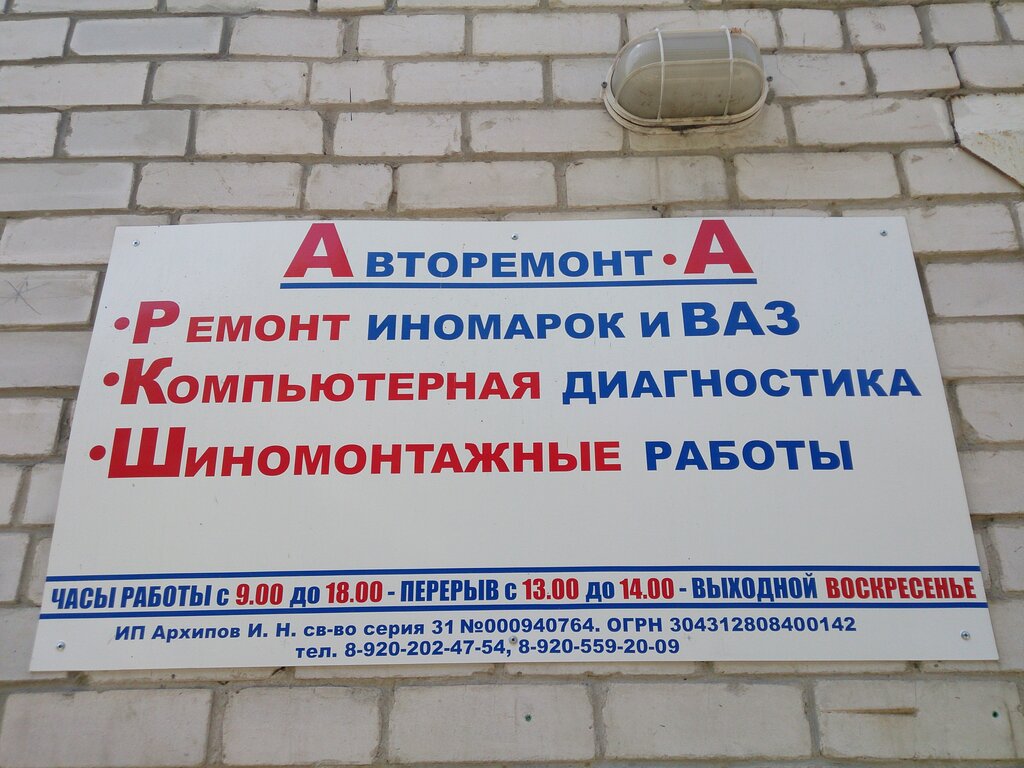 Авторемонт · А
· Ремонт иномарок и ВАЗ
· Компьютерная диагностика
· Шиномонтажные работы
ЧАСЫ РАБОТЫ с 9.00 до 18.00 - ПЕРЕРЫВ с 13.00 до 14.00 - ВЫХОДНОЙ ВОСКРЕСЕНЬЕ
ИП Архипов И. Н. св-во серия 31 №000940764. ОГРН 304312808400142
тел. 8-920-202-47-54, 8-920-559-20-09